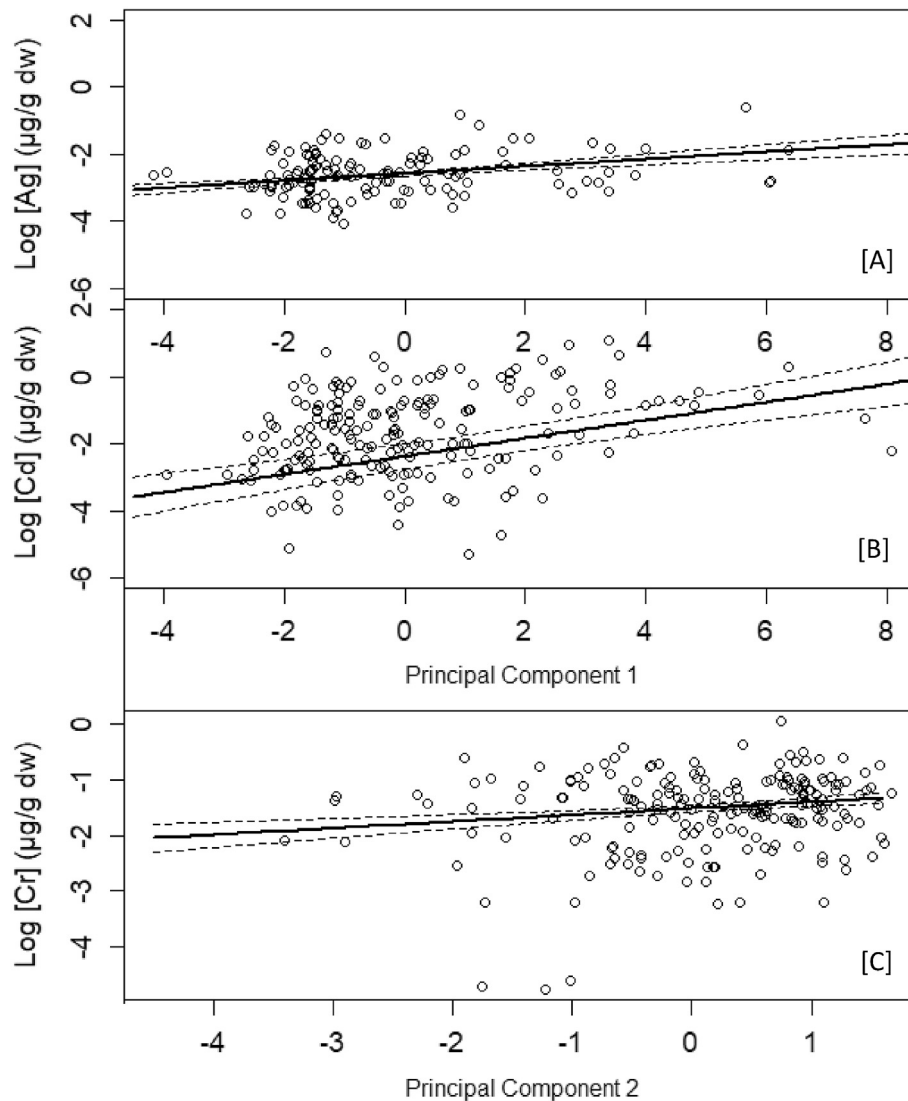 Log [Ag] (µg/g dw)
2
0
-2
-4
-6
[A]
-4 -2 0 2 4 6 8
Log [Cd] (µg/g dw)
2
0
-2
-4
-6
[B]
-4 -2 0 2 4 6 8
Principal Component 1
Log [Cr] (µg/g dw)
0
-1
-2
-3
-4
[C]
-4 -3 -2 -1 0 1
Principal Component 2